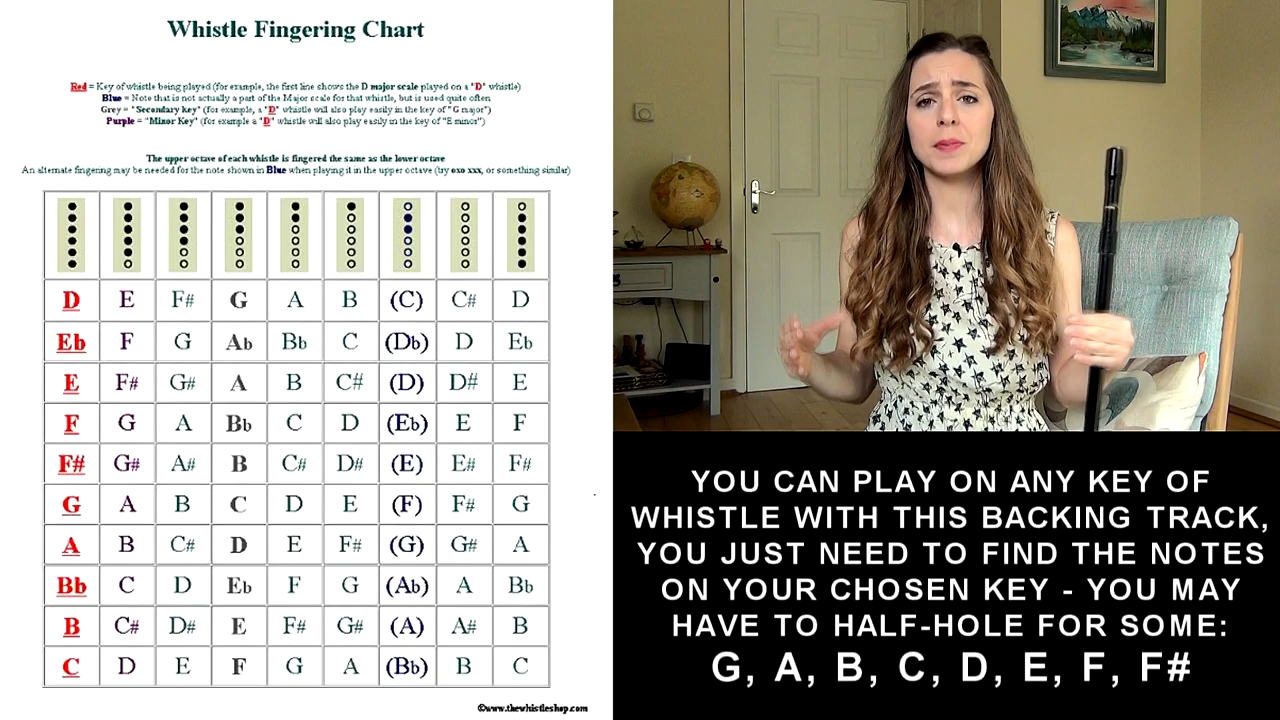 Whistle Fingering Chart
Red = Key of whistle being played (for example, the first line shows the D major scale played on a "D" whistle)
Blue = Note that is not actually a part of the Major scale for that whistle, but is used quite often
Grey = "Secondary key" (for example, a "D" whistle will also play easily in the key of "G major")
Purple = "Minor Key" (for example a "D" whistle will also play easily in the key of "E minor")
The upper octave of each whistle is fingered the same as the lower octave
An alternate fingering may be needed for the note shown in Blue when playing it in the upper octave (try oxo xxx, or something similar)
D E F# G A B (C) C# D
Eb F G Ab Bb C (Db) D Eb
E F# G# A B C# (D) D# E
F G A Bb C D (Eb) E F
F# G# A# B C# D# (E) E# F#
G A B C D E (F) F# G
A B C# D E F# (G) G# A
Bb C D Eb F G (Ab) A Bb
B C# D# E F# G# (A) A# B
C D E F G A (Bb) B C
©www.thewhistleshop.com
YOU CAN PLAY ON ANY KEY OF
WHISTLE WITH THIS BACKING TRACK,
YOU JUST NEED TO FIND THE NOTES
ON YOUR CHOSEN KEY - YOU MAY
HAVE TO HALF-HOLE FOR SOME:
G, A, B, C, D, E, F, F#